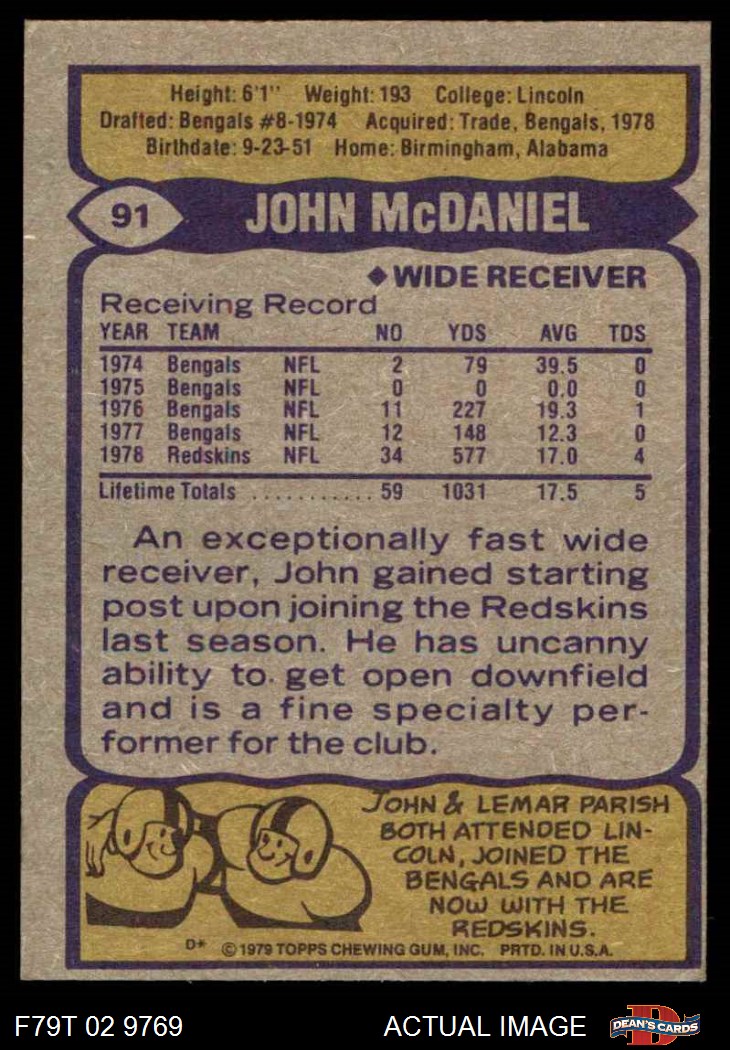 Height: 6'1" Weight: 193 College: Lincoln
Drafted: Bengals #8-1974 Acquired: Trade, Bengals, 1978
Birthdate: 9-23-51 Home: Birmingham, Alabama
91 JOHN McDANIEL
◆ WIDE RECEIVER
Receiving Record
YEAR TEAM NO YDS AVG TDS
1974 Bengals NFL 2 79 39.5 0
1975 Bengals NFL 0 0 0.0 0
1976 Bengals NFL 11 227 19.3 1
1977 Bengals NFL 12 148 12.3 0
1978 Redskins NFL 34 577 17.0 4
Lifetime Totals ........... 59 1031 17.5 5
An exceptionally fast wide
receiver, John gained starting
post upon joining the Redskins
last season. He has uncanny
ability to get open downfield
and is a fine specialty per-
former for the club.
JOHN & LEMAR PARISH
BOTH ATTENDED LIN-
COLN, JOINED THE
BENGALS AND ARE
NOW WITH THE
REDSKINS.
D* © 1979 TOPPS CHEWING GUM, INC. PRTD. IN U.S.A.
F79T 02 9769 ACTUAL IMAGE DEAN'S CARDS